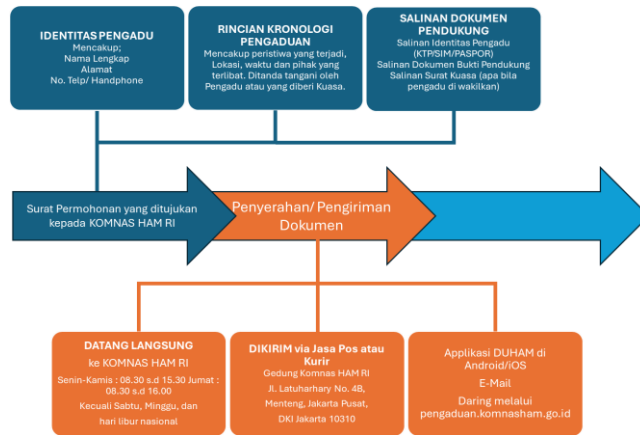 IDENTITAS PENGADU
Mencakup;
Nama Lengkap
Alamat
No. Telp/ Handphone
RINCIAN KRONOLOGI
PENGADUAN
Mencakup peristiwa yang terjadi,
Lokasi, waktu dan pihak yang
terlibat. Ditanda tangani oleh
Pengadu atau yang diberi Kuasa.
SALINAN DOKUMEN
PENDUKUNG
Salinan Identitas Pengadu
(KTP/SIM/PASPOR)
Salinan Dokumen Bukti Pendukung
Salinan Surat Kuasa (apa bila
pengadu di wakilkan)
Surat Permohonan yang ditujukan
kepada KOMNAS HAM RI
Penyerahan/ Pengiriman
Dokumen
DATANG LANGSUNG
ke KOMNAS HAM RI
Senin-Kamis : 08.30 s.d 15.30 Jumat :
08.30 s.d 16.00
Kecuali Sabtu, Minggu, dan
hari libur nasional
DIKIRIM via Jasa Pos atau
Kurir
Gedung Komnas HAM RI
Jl. Latuharhary No. 4B,
Menteng, Jakarta Pusat,
DKI Jakarta 10310
Applikasi DUHAM di
Android/iOS
E-Mail
Daring melalui
pengaduan.komnasham.go.id